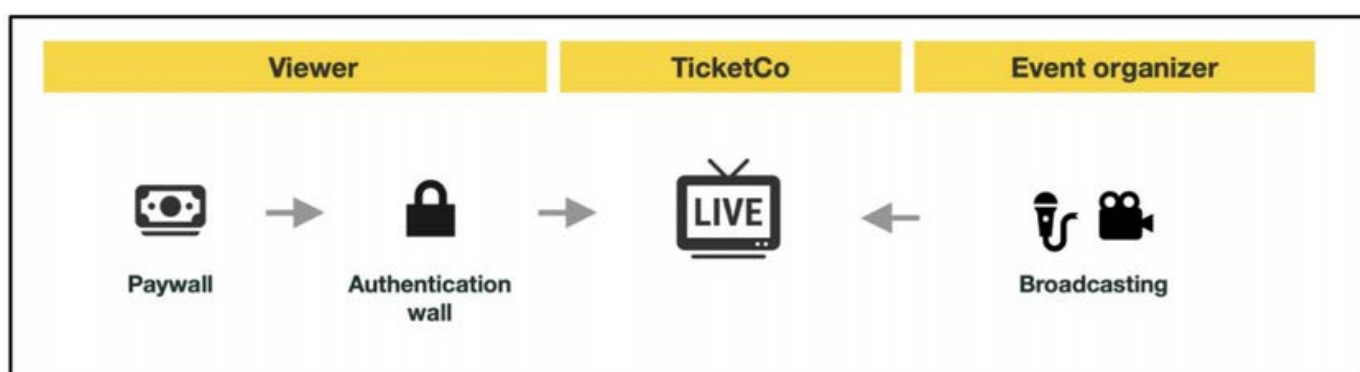 Viewer
TicketCo
Event organizer
LIVE
Paywall
Authentication
wall
Broadcasting